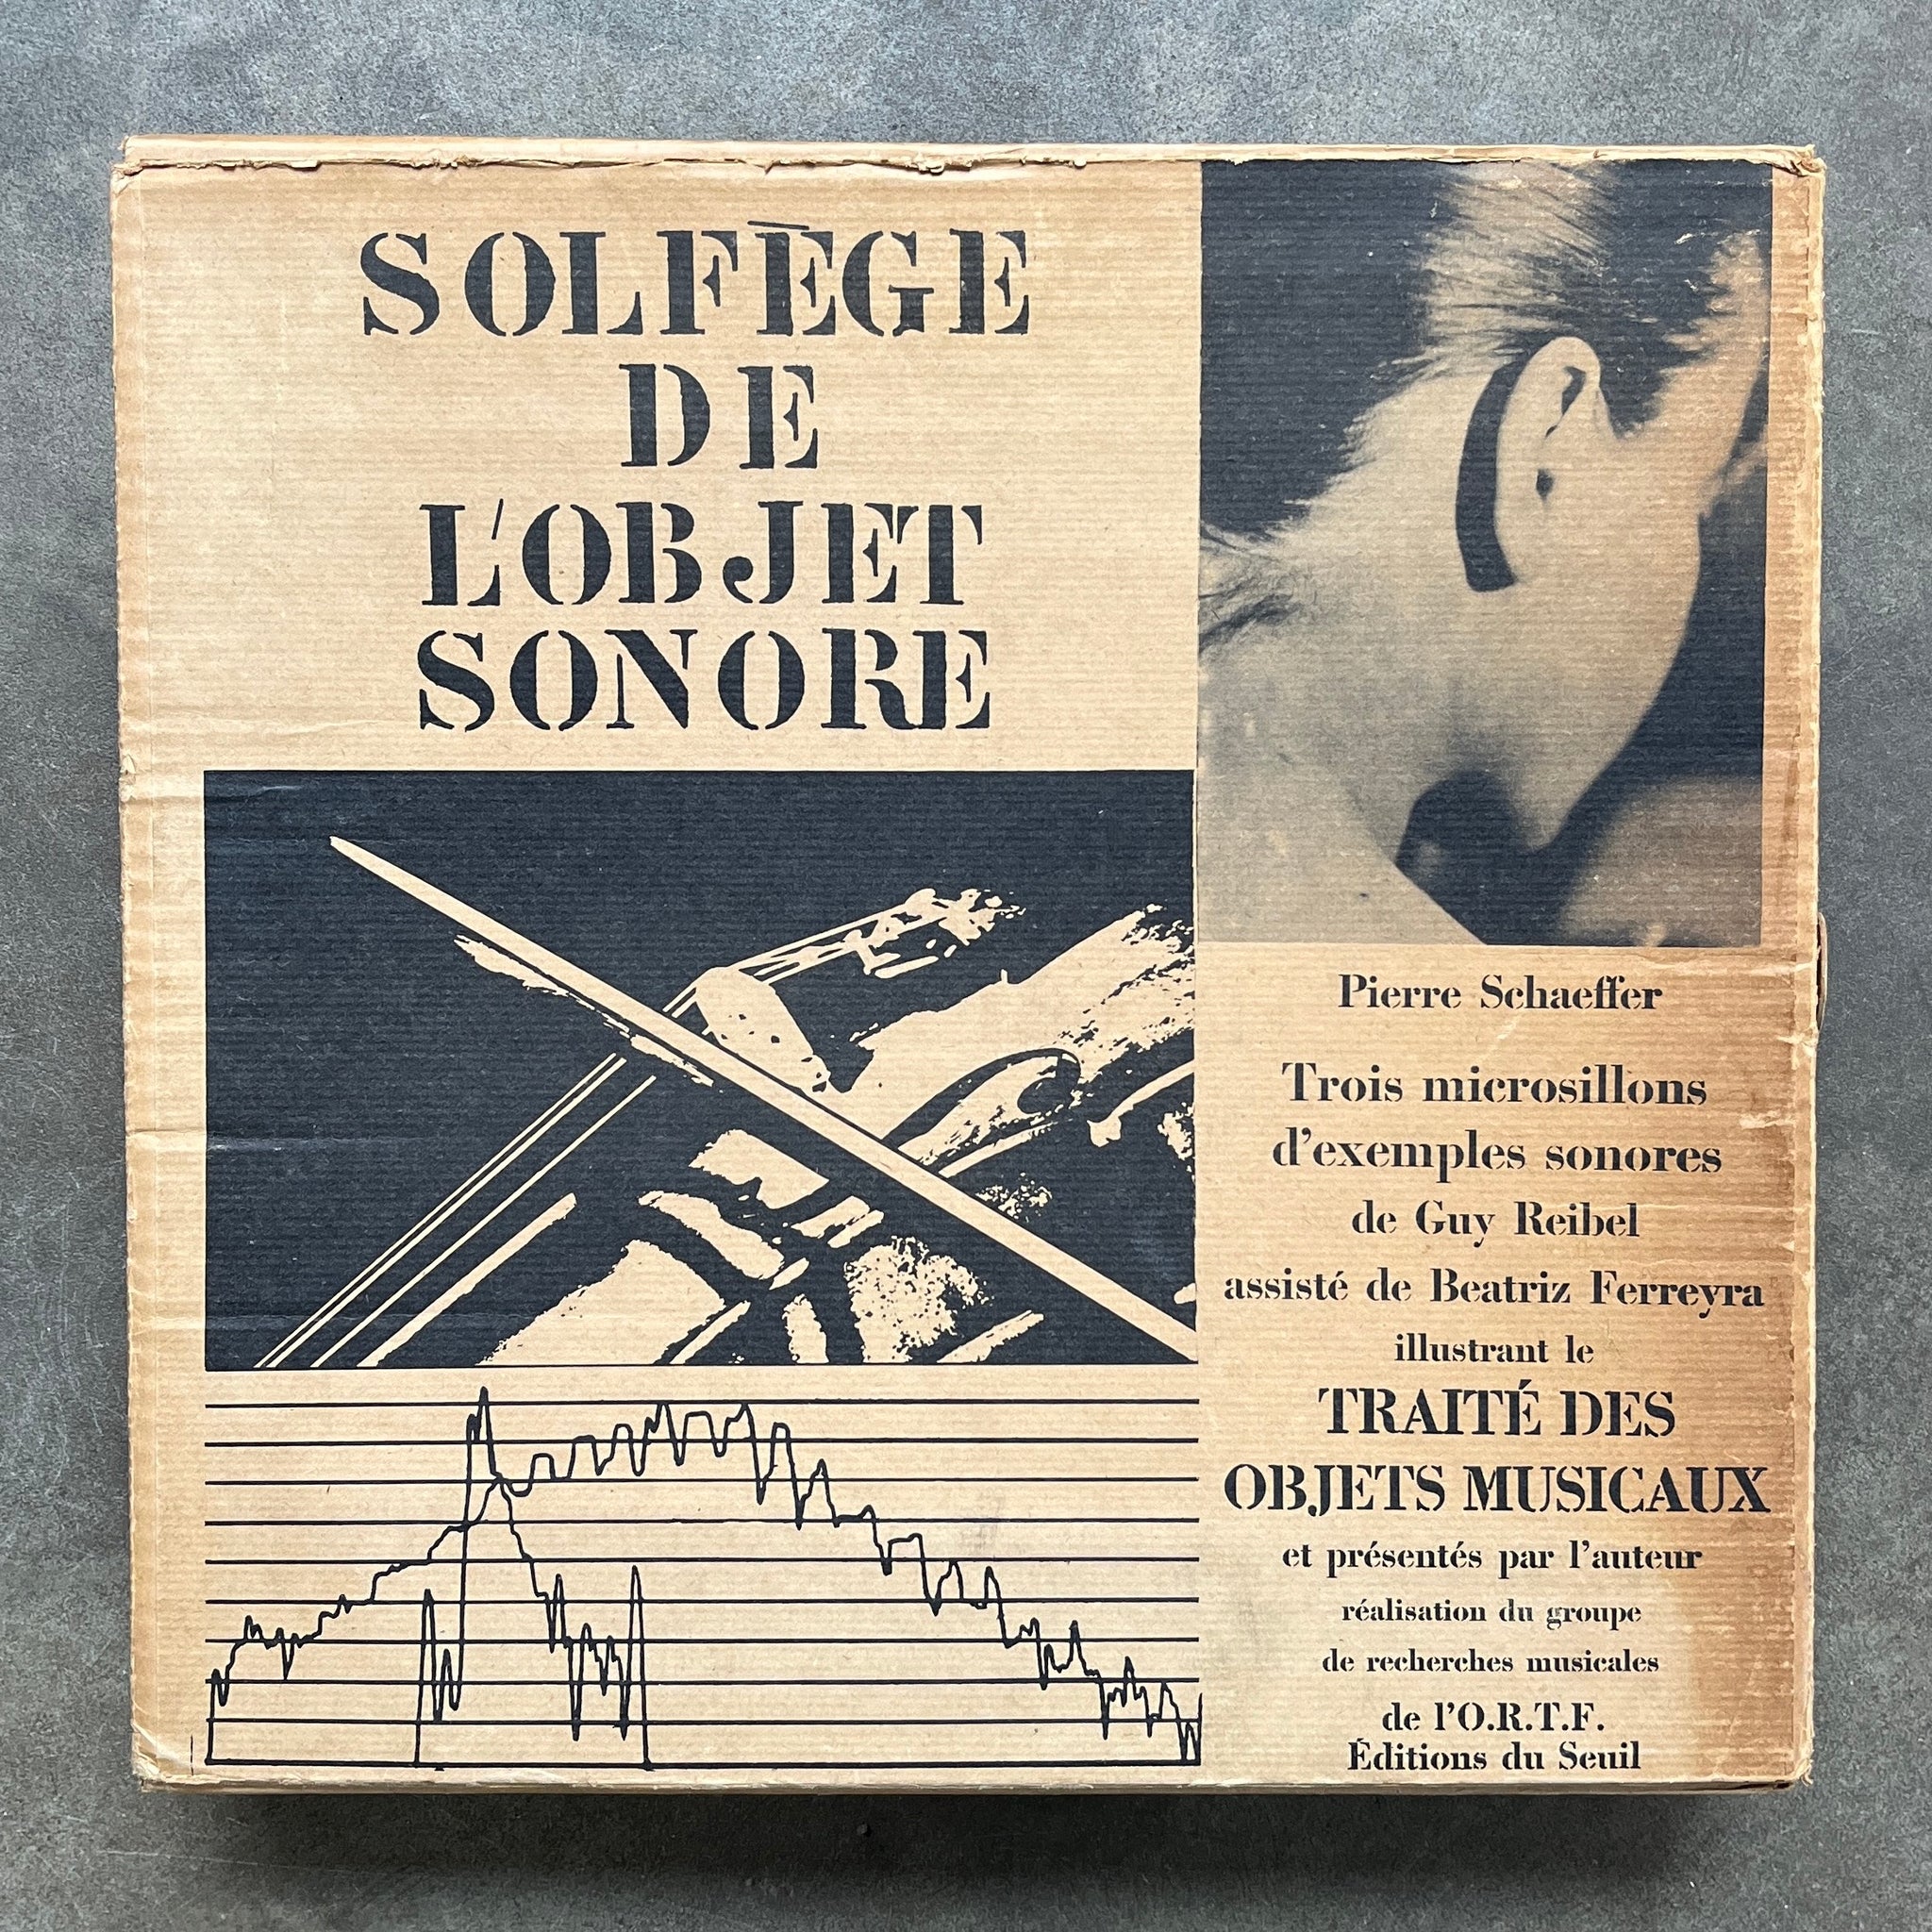 SOLFÈGE
DE
L'OBJET
SONORE
Pierre Schaeffer
Trois microsillons
d'exemples sonores
de Guy Reibel
assisté de Beatriz Ferreyra
illustrant le
TRAITÉ DES
OBJETS MUSICAUX
et présentés par l'auteur
réalisation du groupe
de recherches musicales
de l'O.R.T.F.
Éditions du Seuil